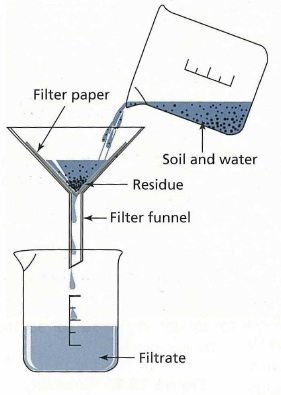 Filter paper
Soil and water
Residue
Filter funnel
Filtrate